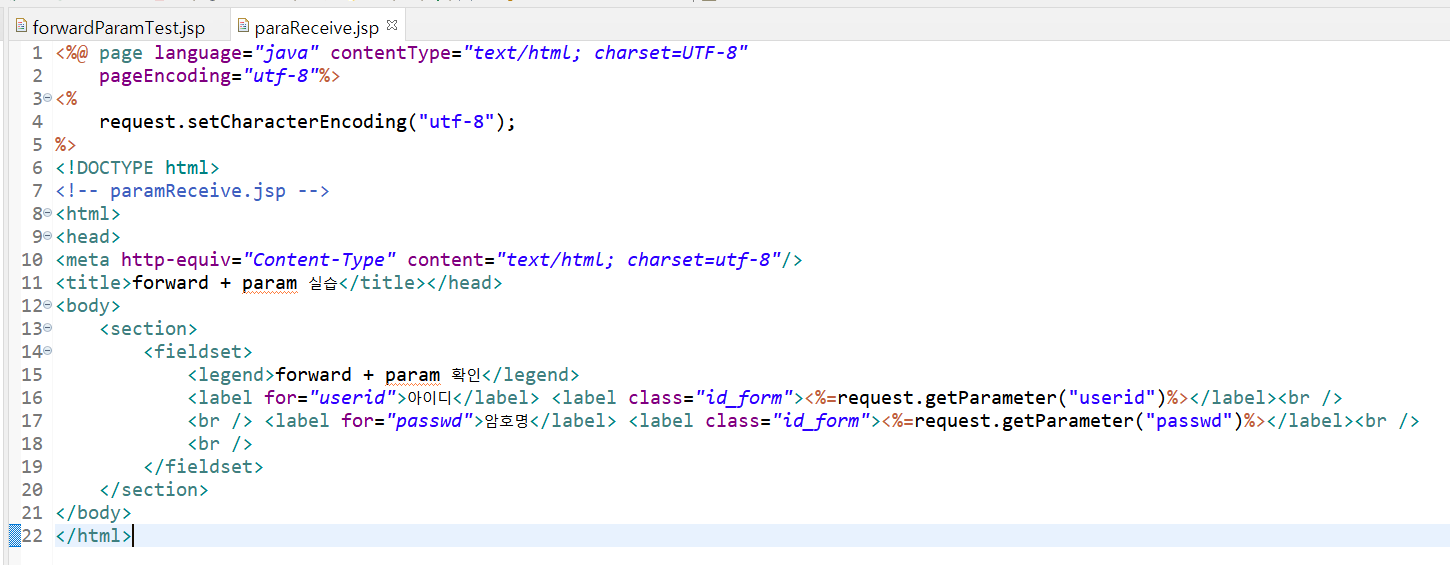 forwardParamTest.jsp paraReceive.jsp
1 <%@ page language="java" contentType="text/html; charset=UTF-8"
2     pageEncoding="utf-8"%>
3 <%
4     request.setCharacterEncoding("utf-8");
5 %>
6 <!DOCTYPE html>
7 <!-- paramReceive.jsp -->
8 <html>
9 <head>
10 <meta http-equiv="Content-Type" content="text/html; charset=utf-8"/>
11 <title>forward + param 실습</title></head>
12 <body>
13     <section>
14         <fieldset>
15             <legend>forward + param 확인</legend>
16             <label for="userid">아이디</label> <label class="id_form"><%=request.getParameter("userid")%></label><br />
17             <br /> <label for="passwd">암호명</label> <label class="id_form"><%=request.getParameter("passwd")%></label><br />
18             <br />
19         </fieldset>
20     </section>
21 </body>
22 </html>